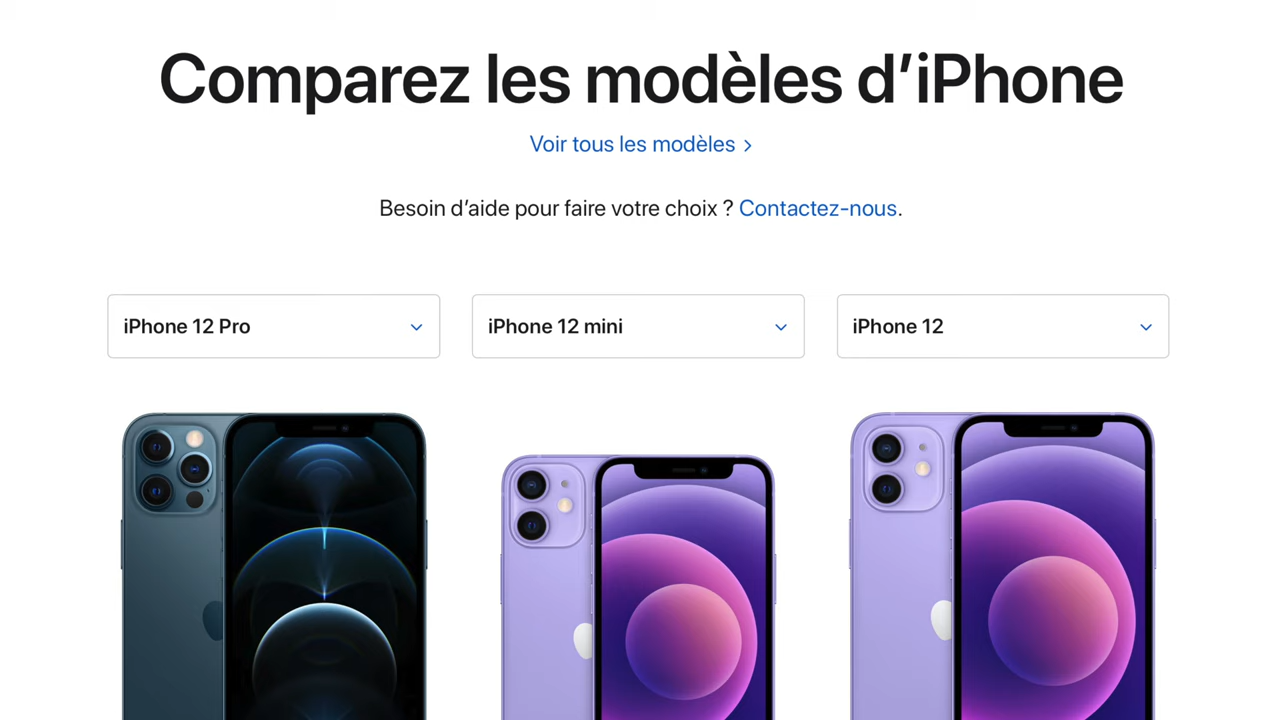 Comparez les modèles d’iPhone
Voir tous les modèles >
Besoin d’aide pour faire votre choix ? Contactez-nous.
iPhone 12 Pro
iPhone 12 mini
iPhone 12